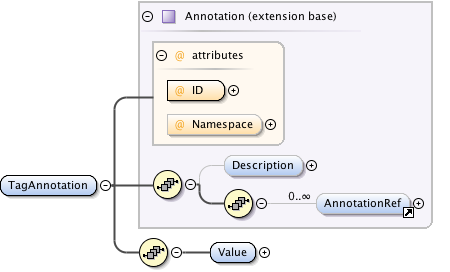 Annotation (extension base)
@ attributes
@ ID
@ Namespace
Description
0..∞
AnnotationRef
TagAnnotation
Value